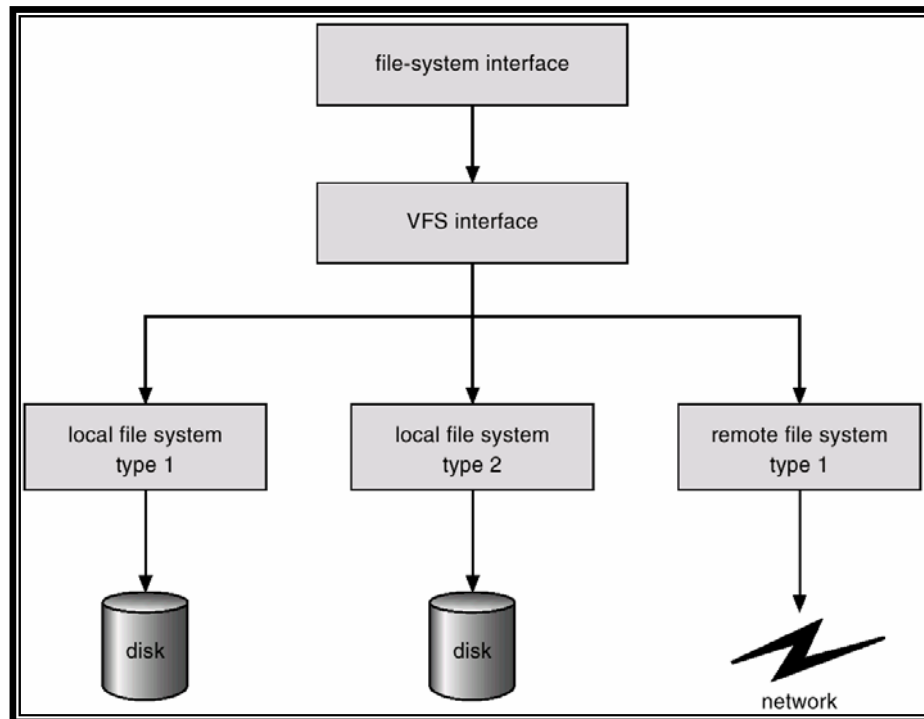 file-system interface
VFS interface
local file system
type 1
local file system
type 2
remote file system
type 1
disk
disk
network